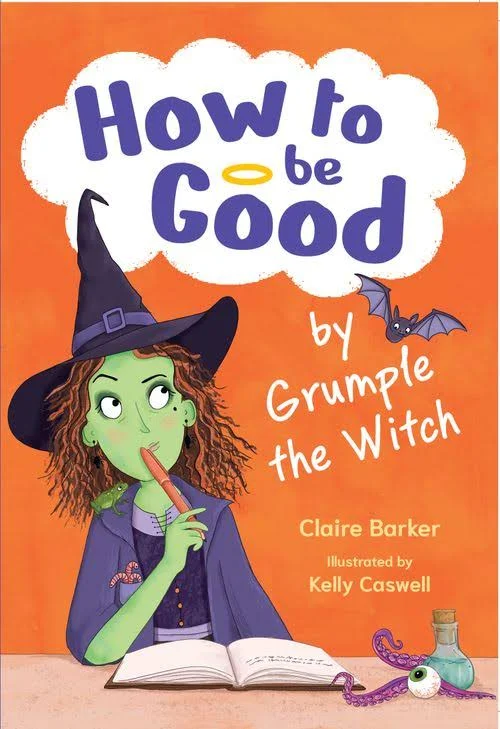 How to
be
Good
by
Grumple
the Witch
Claire Barker
Illustrated by
Kelly Caswell